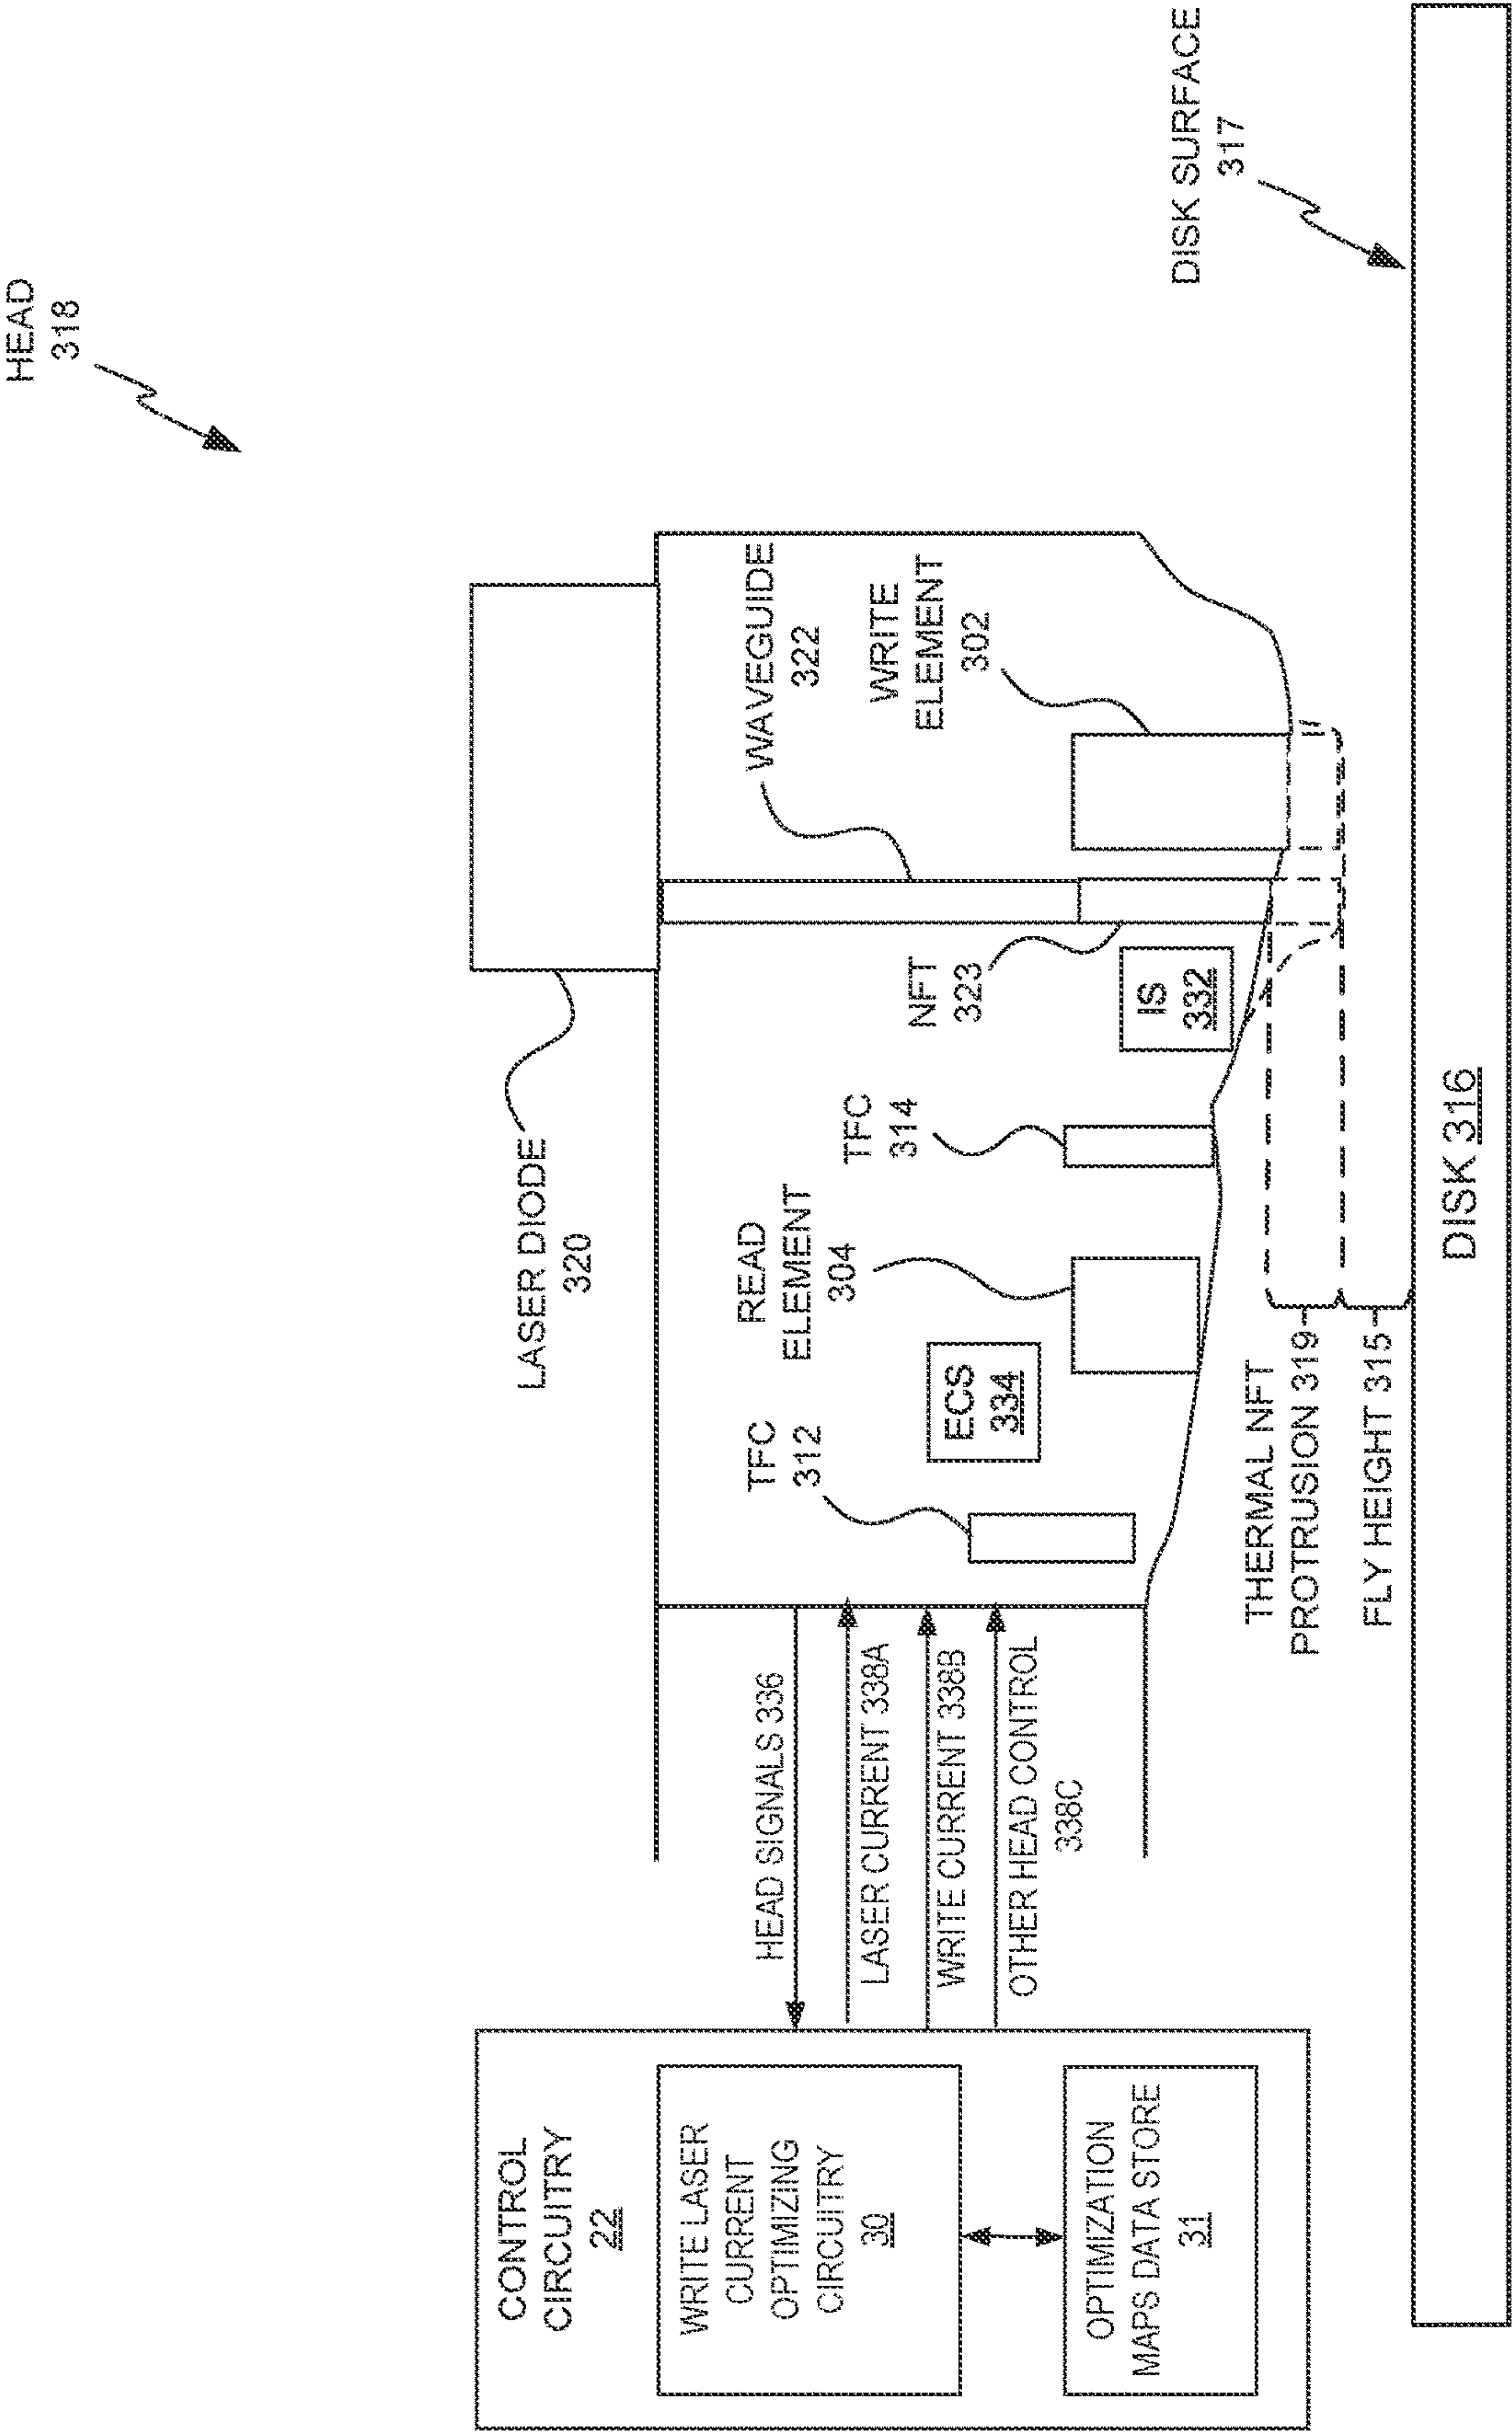 HEAD
318
LASER DIODE
320
WAVEGUIDE
322
WRITE
ELEMENT
302
NFT
323
IS
332
TFC
314
READ
ELEMENT
304
ECS
334
TFC
312
CONTROL
CIRCUITRY
22
WRITE LASER
CURRENT
OPTIMIZING
CIRCUITRY
30
OPTIMIZATION
MAPS DATA STORE
31
HEAD SIGNALS 336
LASER CURRENT 338A
WRITE CURRENT 338B
OTHER HEAD CONTROL
338C
THERMAL NFT
PROTRUSION 319
FLY HEIGHT 315
DISK SURFACE
317
DISK 316